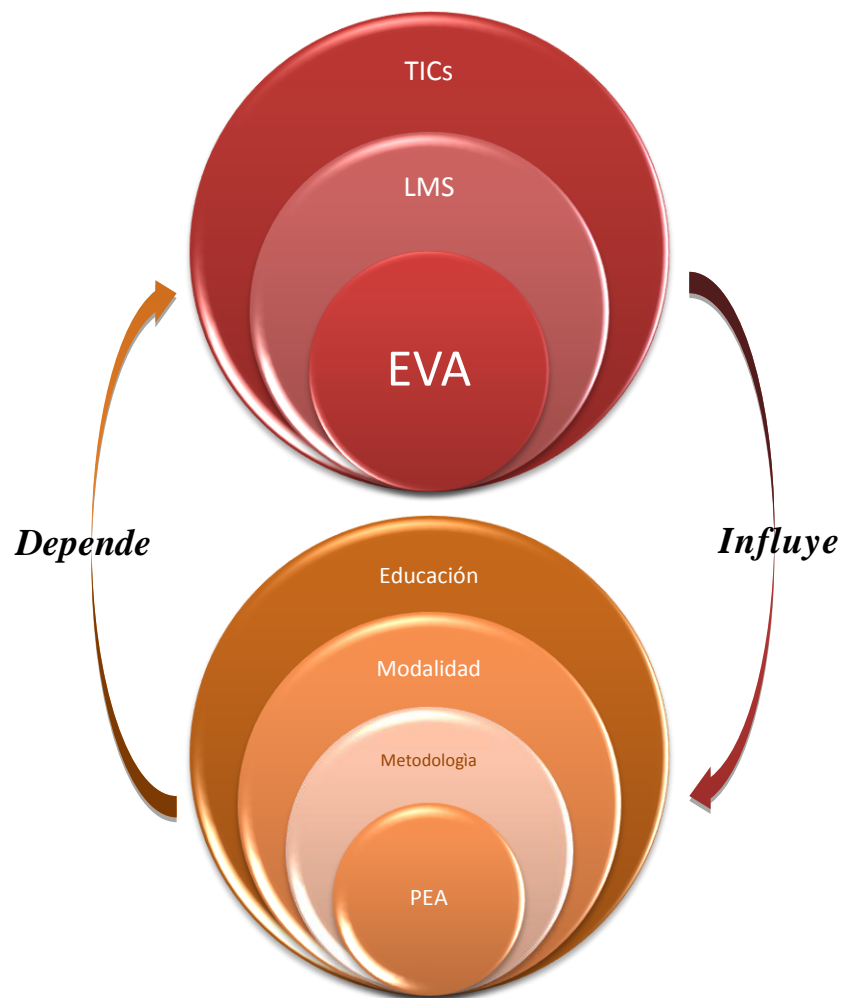 TICs
LMS
EVA
Depende
Influye
Educación
Modalidad
Metodologìa
PEA